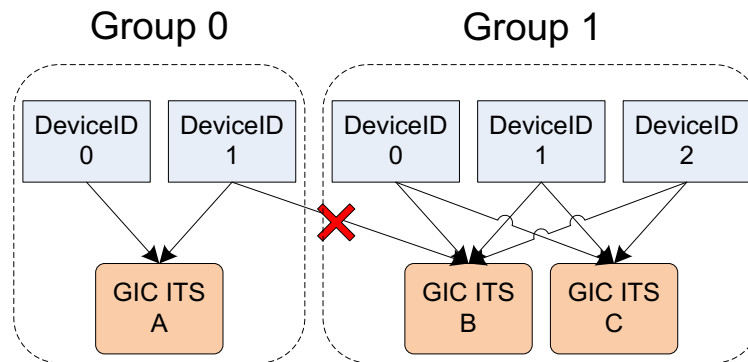 Group 0
Group 1
DeviceID
0
DeviceID
1
DeviceID
0
DeviceID
1
DeviceID
2
GIC ITS
A
GIC ITS
B
GIC ITS
C